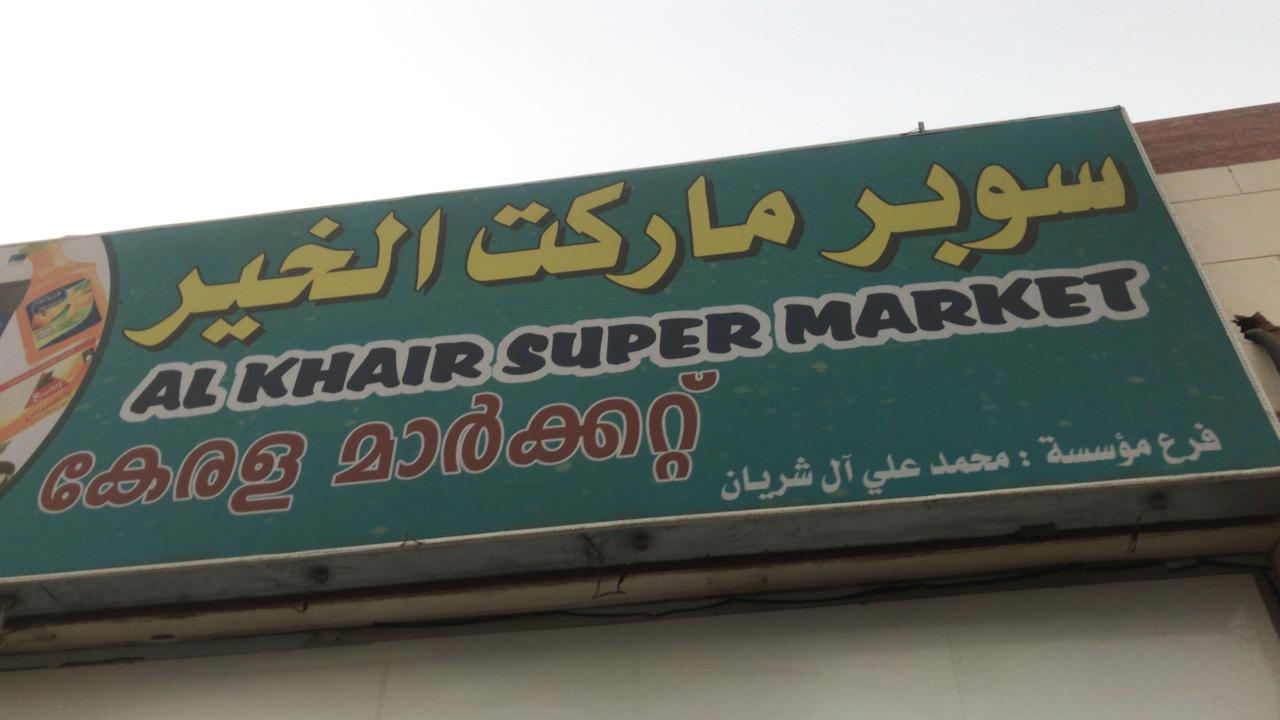 سوبر ماركت الخير
AL KHAIR SUPER MARKET
കേരള മാർക്കറ്റ്
فرع مؤسسة : محمد علي آل شريان